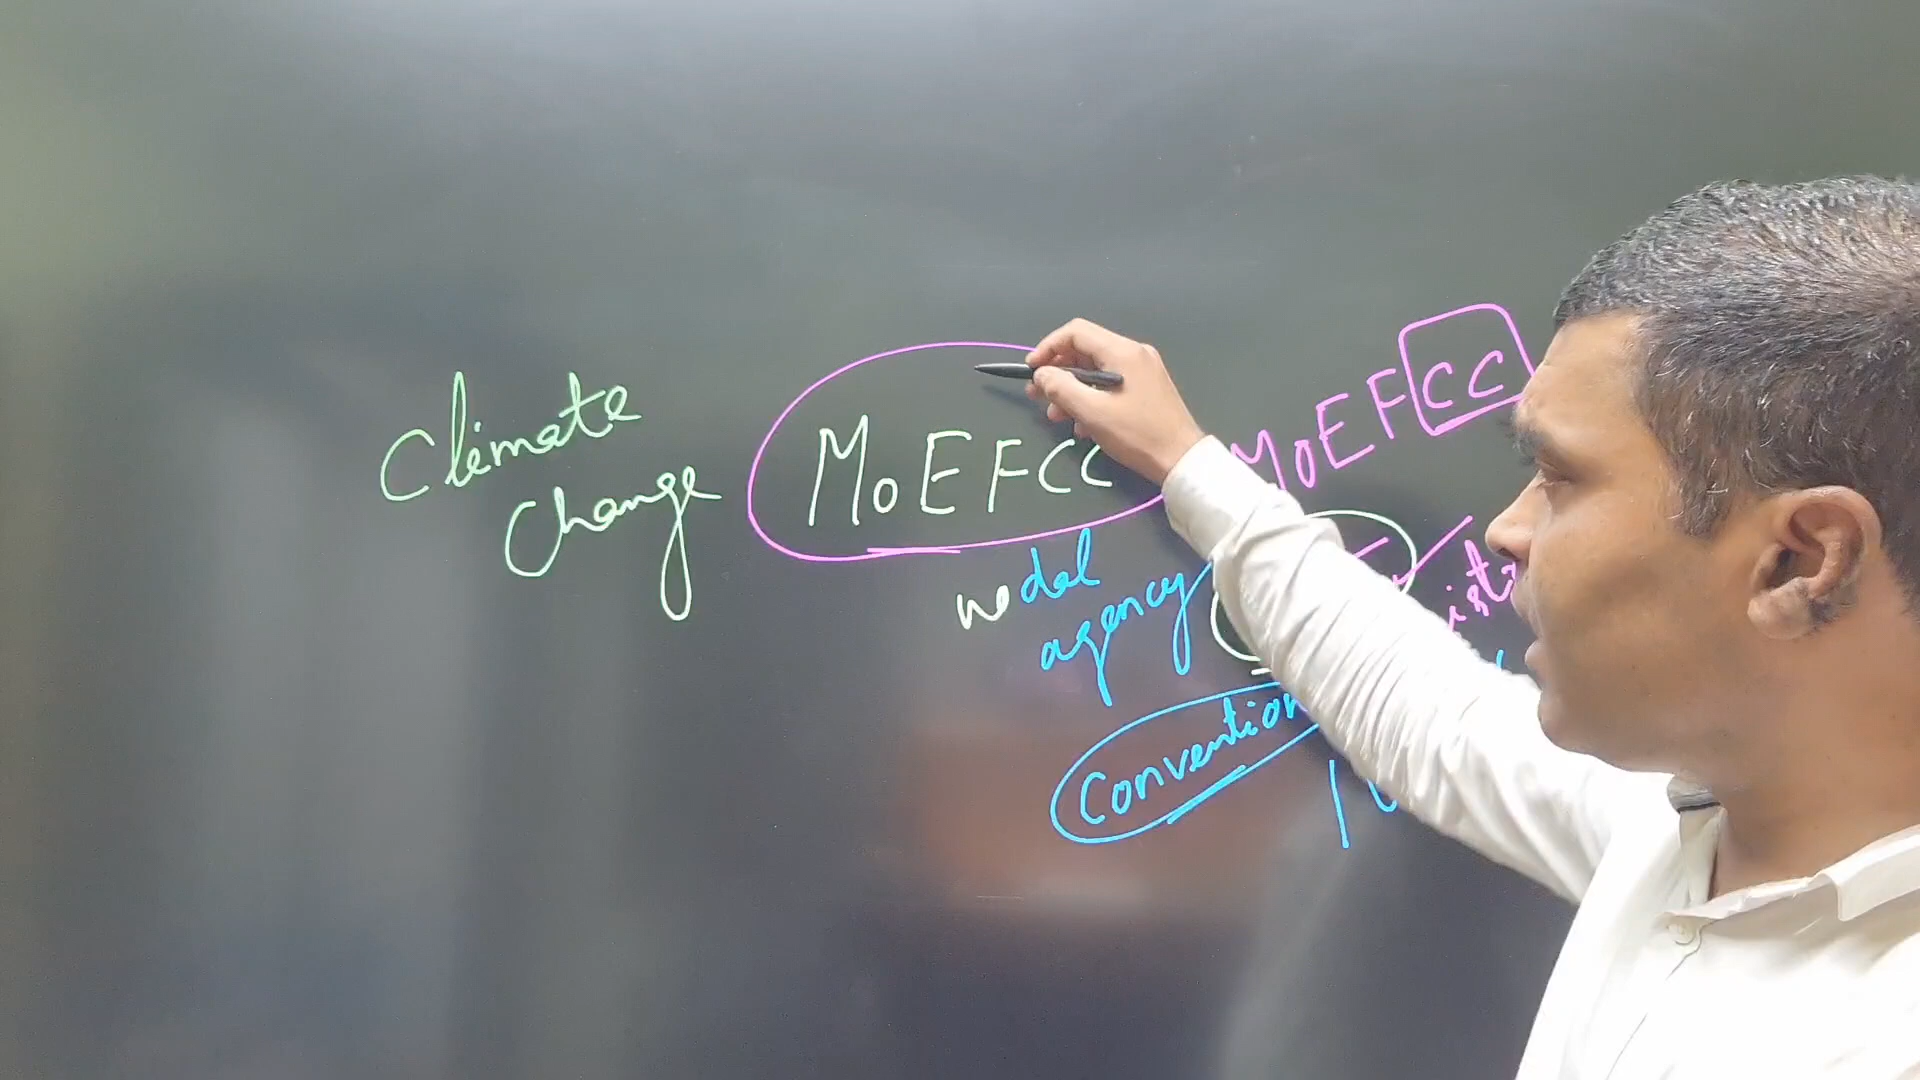 Climate
Change
MoEFCC
MoEFCC
nodal
agency
Convention